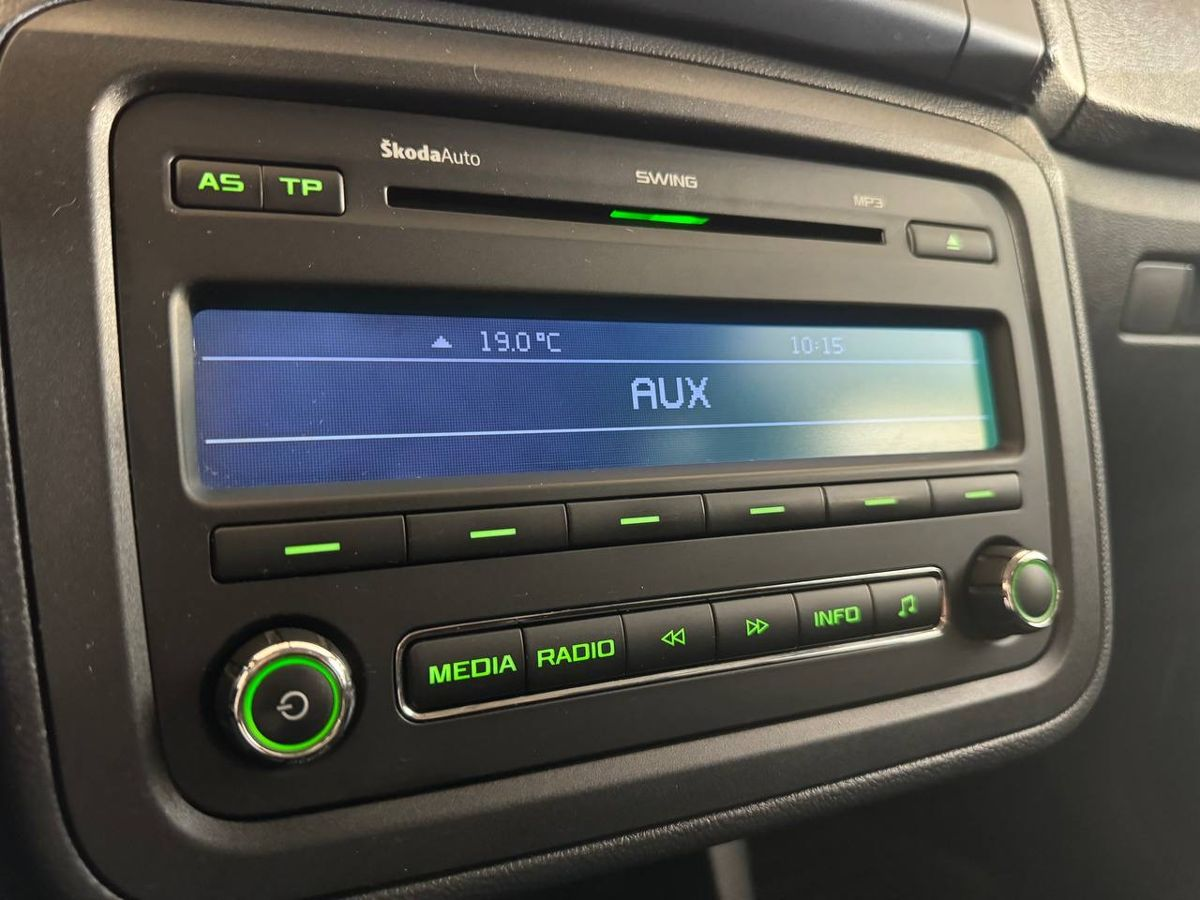 ŠkodaAuto
SWING
MP3
AS TP
19.0°C 10:15
AUX
MEDIA RADIO INFO